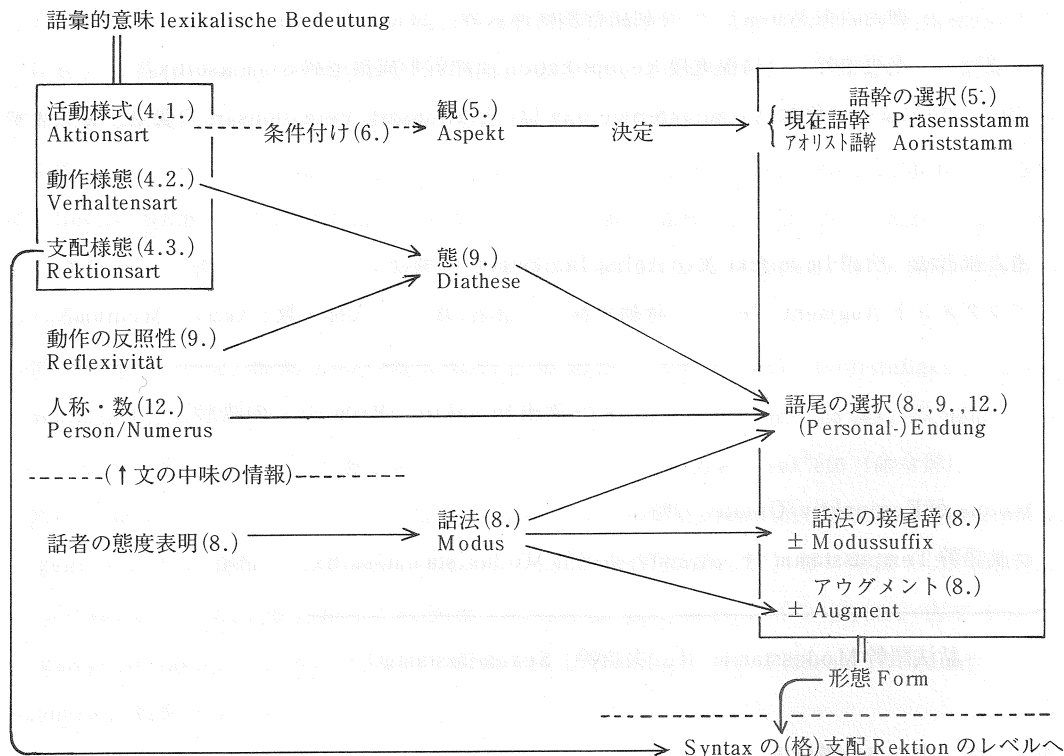 語彙的意味 lexikalische Bedeutung
活動様式(4.1.)
Aktionsart
条件付け(6.)
観(5.)
Aspekt
決定
語幹の選択(5.)
現在語幹 Präsensstamm
アオリスト語幹 Aoriststamm
動作様態(4.2.)
Verhaltensart
支配様態(4.3.)
Rektionsart
態(9.)
Diathese
動作の反照性(9.)
Reflexivität
人称・数(12.)
Person/Numerus
語尾の選択(8.,9.,12.)
(Personal-)Endung
(↑文の中味の情報)
話者の態度表明(8.)
話法(8.)
Modus
話法の接尾辞(8.)
± Modussuffix
アウグメント(8.)
± Augment
形態 Form
Syntax の(格)支配 Rektion のレベルへ